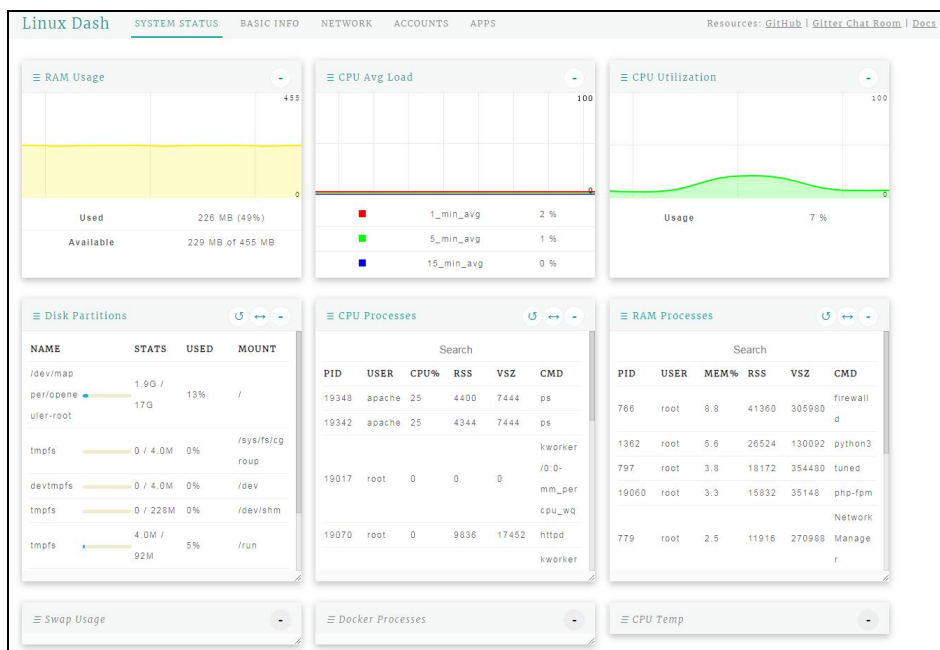 Linux Dash SYSTEM STATUS BASIC INFO NETWORK ACCOUNTS APPS Resources: GitHub | Gitter Chat Room | Docs
RAM Usage -
455
0
Used 226 MB (49%)
Available 229 MB of 455 MB
CPU Avg Load -
100
0
1_min_avg 2 %
5_min_avg 1 %
15_min_avg 0 %
CPU Utilization -
100
0
Usage 7 %
Disk Partitions -
NAME STATS USED MOUNT
/dev/map
per/opene
uler-root
1.9G /
17G
13% /
tmpfs 0 / 4.0M 0% /sys/fs/cg
roup
devtmpfs 0 / 4.0M 0% /dev
tmpfs 0 / 228M 0% /dev/shm
tmpfs 4.0M /
92M
5% /run
CPU Processes -
Search
PID USER CPU% RSS VSZ CMD
19348 apache 25 4400 7444 ps
19342 apache 25 4344 7444 ps
19017 root 0 0 0 kworker
/0:0-
mm_per
cpu_wq
19070 root 0 9836 17452 httpd
kworker
RAM Processes -
Search
PID USER MEM% RSS VSZ CMD
766 root 8.8 41360 305980 firewall
d
1362 root 5.6 26524 130092 python3
797 root 3.8 18172 354480 tuned
19060 root 3.3 15832 35148 php-fpm
779 root 2.5 11916 270988 Network
Manage
r
Swap Usage -
Docker Processes -
CPU Temp -